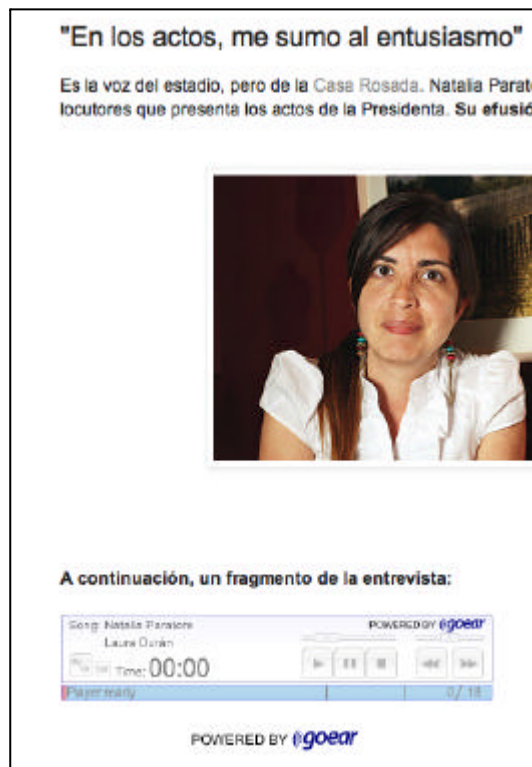 "En los actos, me sumo al entusiasmo"
Es la voz del estadio, pero de la Casa Rosada. Natalia Parato
locutores que presenta los actos de la Presidenta. Su efusió
A continuación, un fragmento de la entrevista:
Song: Natalia Paratore
POWERED BY goear
Laura Durán
Time: 00:00
Player ready
0 / 18
POWERED BY goear